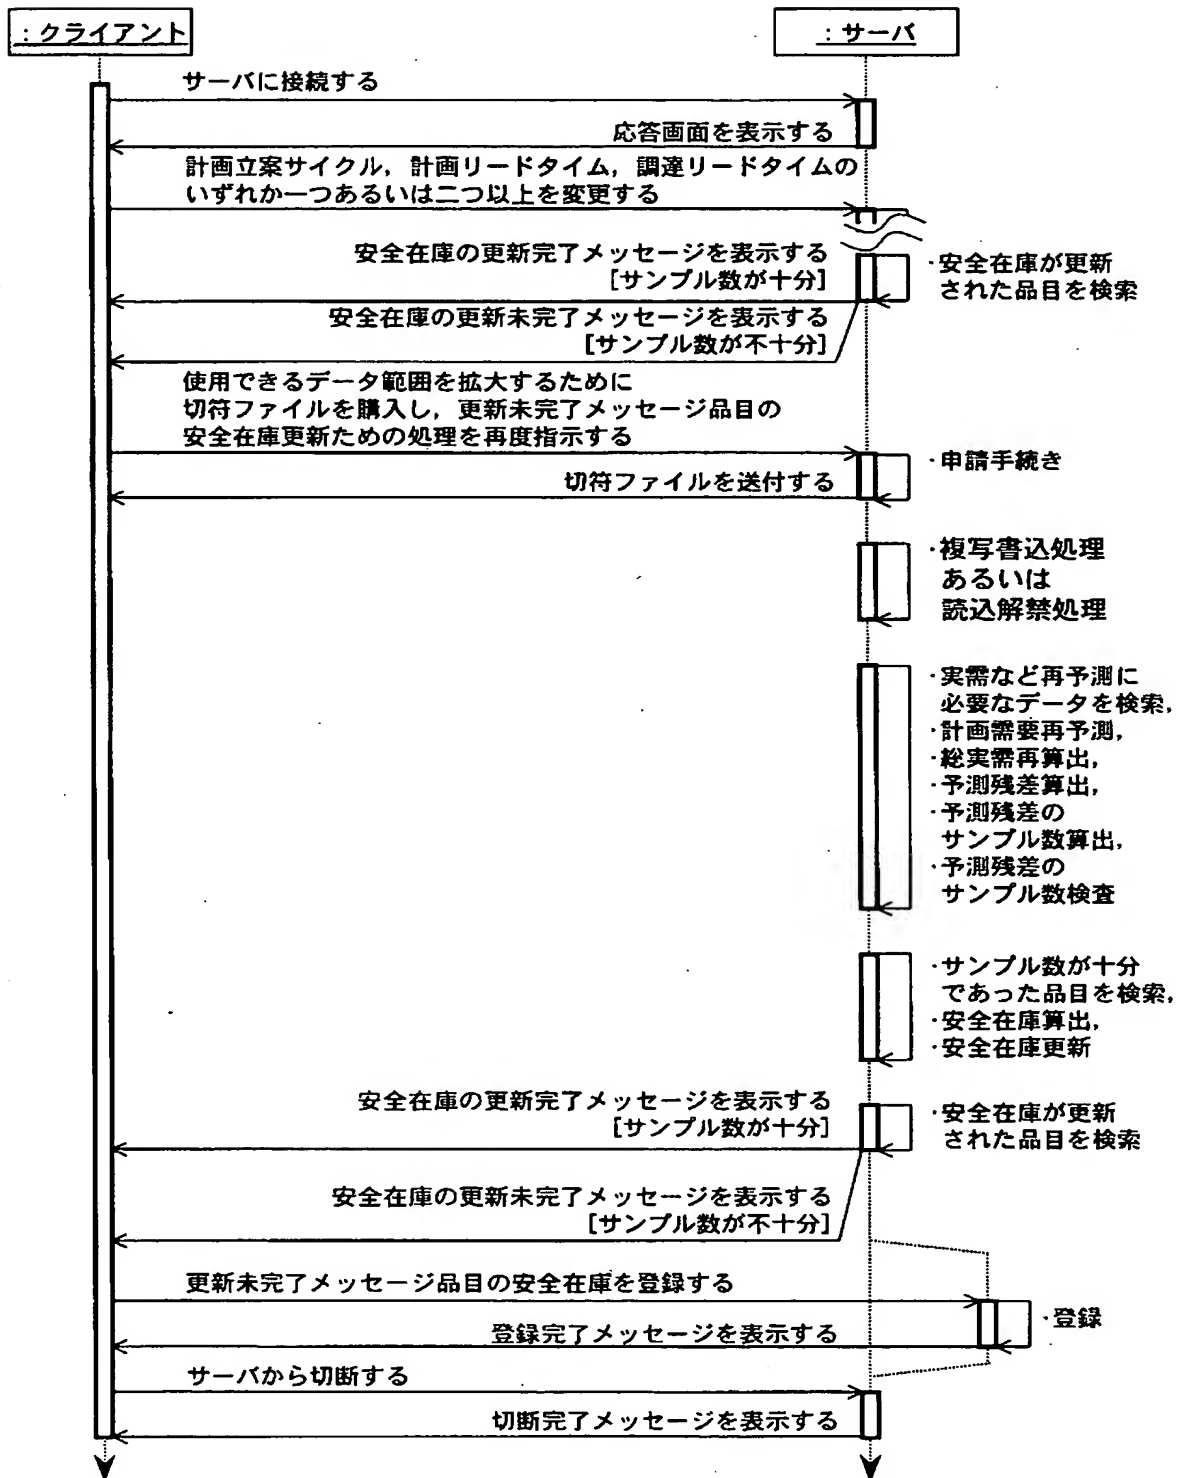 ：クライアント
：サーバ
サーバに接続する
応答画面を表示する
計画立案サイクル，計画リードタイム，調達リードタイムの
いずれか一つあるいは二つ以上を変更する
安全在庫の更新完了メッセージを表示する
[サンプル数が十分]
・安全在庫が更新
された品目を検索
安全在庫の更新未完了メッセージを表示する
[サンプル数が不十分]
使用できるデータ範囲を拡大するために
切符ファイルを購入し，更新未完了メッセージ品目の
安全在庫更新ための処理を再度指示する
・申請手続き
切符ファイルを送付する
・複写書込処理
あるいは
読込解禁処理
・実需など再予測に
必要なデータを検索，
・計画需要再予測，
・総実需再算出，
・予測残差算出，
・予測残差の
サンプル数算出，
・予測残差の
サンプル数検査
・サンプル数が十分
であった品目を検索，
・安全在庫算出，
・安全在庫更新
安全在庫の更新完了メッセージを表示する
[サンプル数が十分]
・安全在庫が更新
された品目を検索
安全在庫の更新未完了メッセージを表示する
[サンプル数が不十分]
更新未完了メッセージ品目の安全在庫を登録する
・登録
登録完了メッセージを表示する
サーバから切断する
切断完了メッセージを表示する